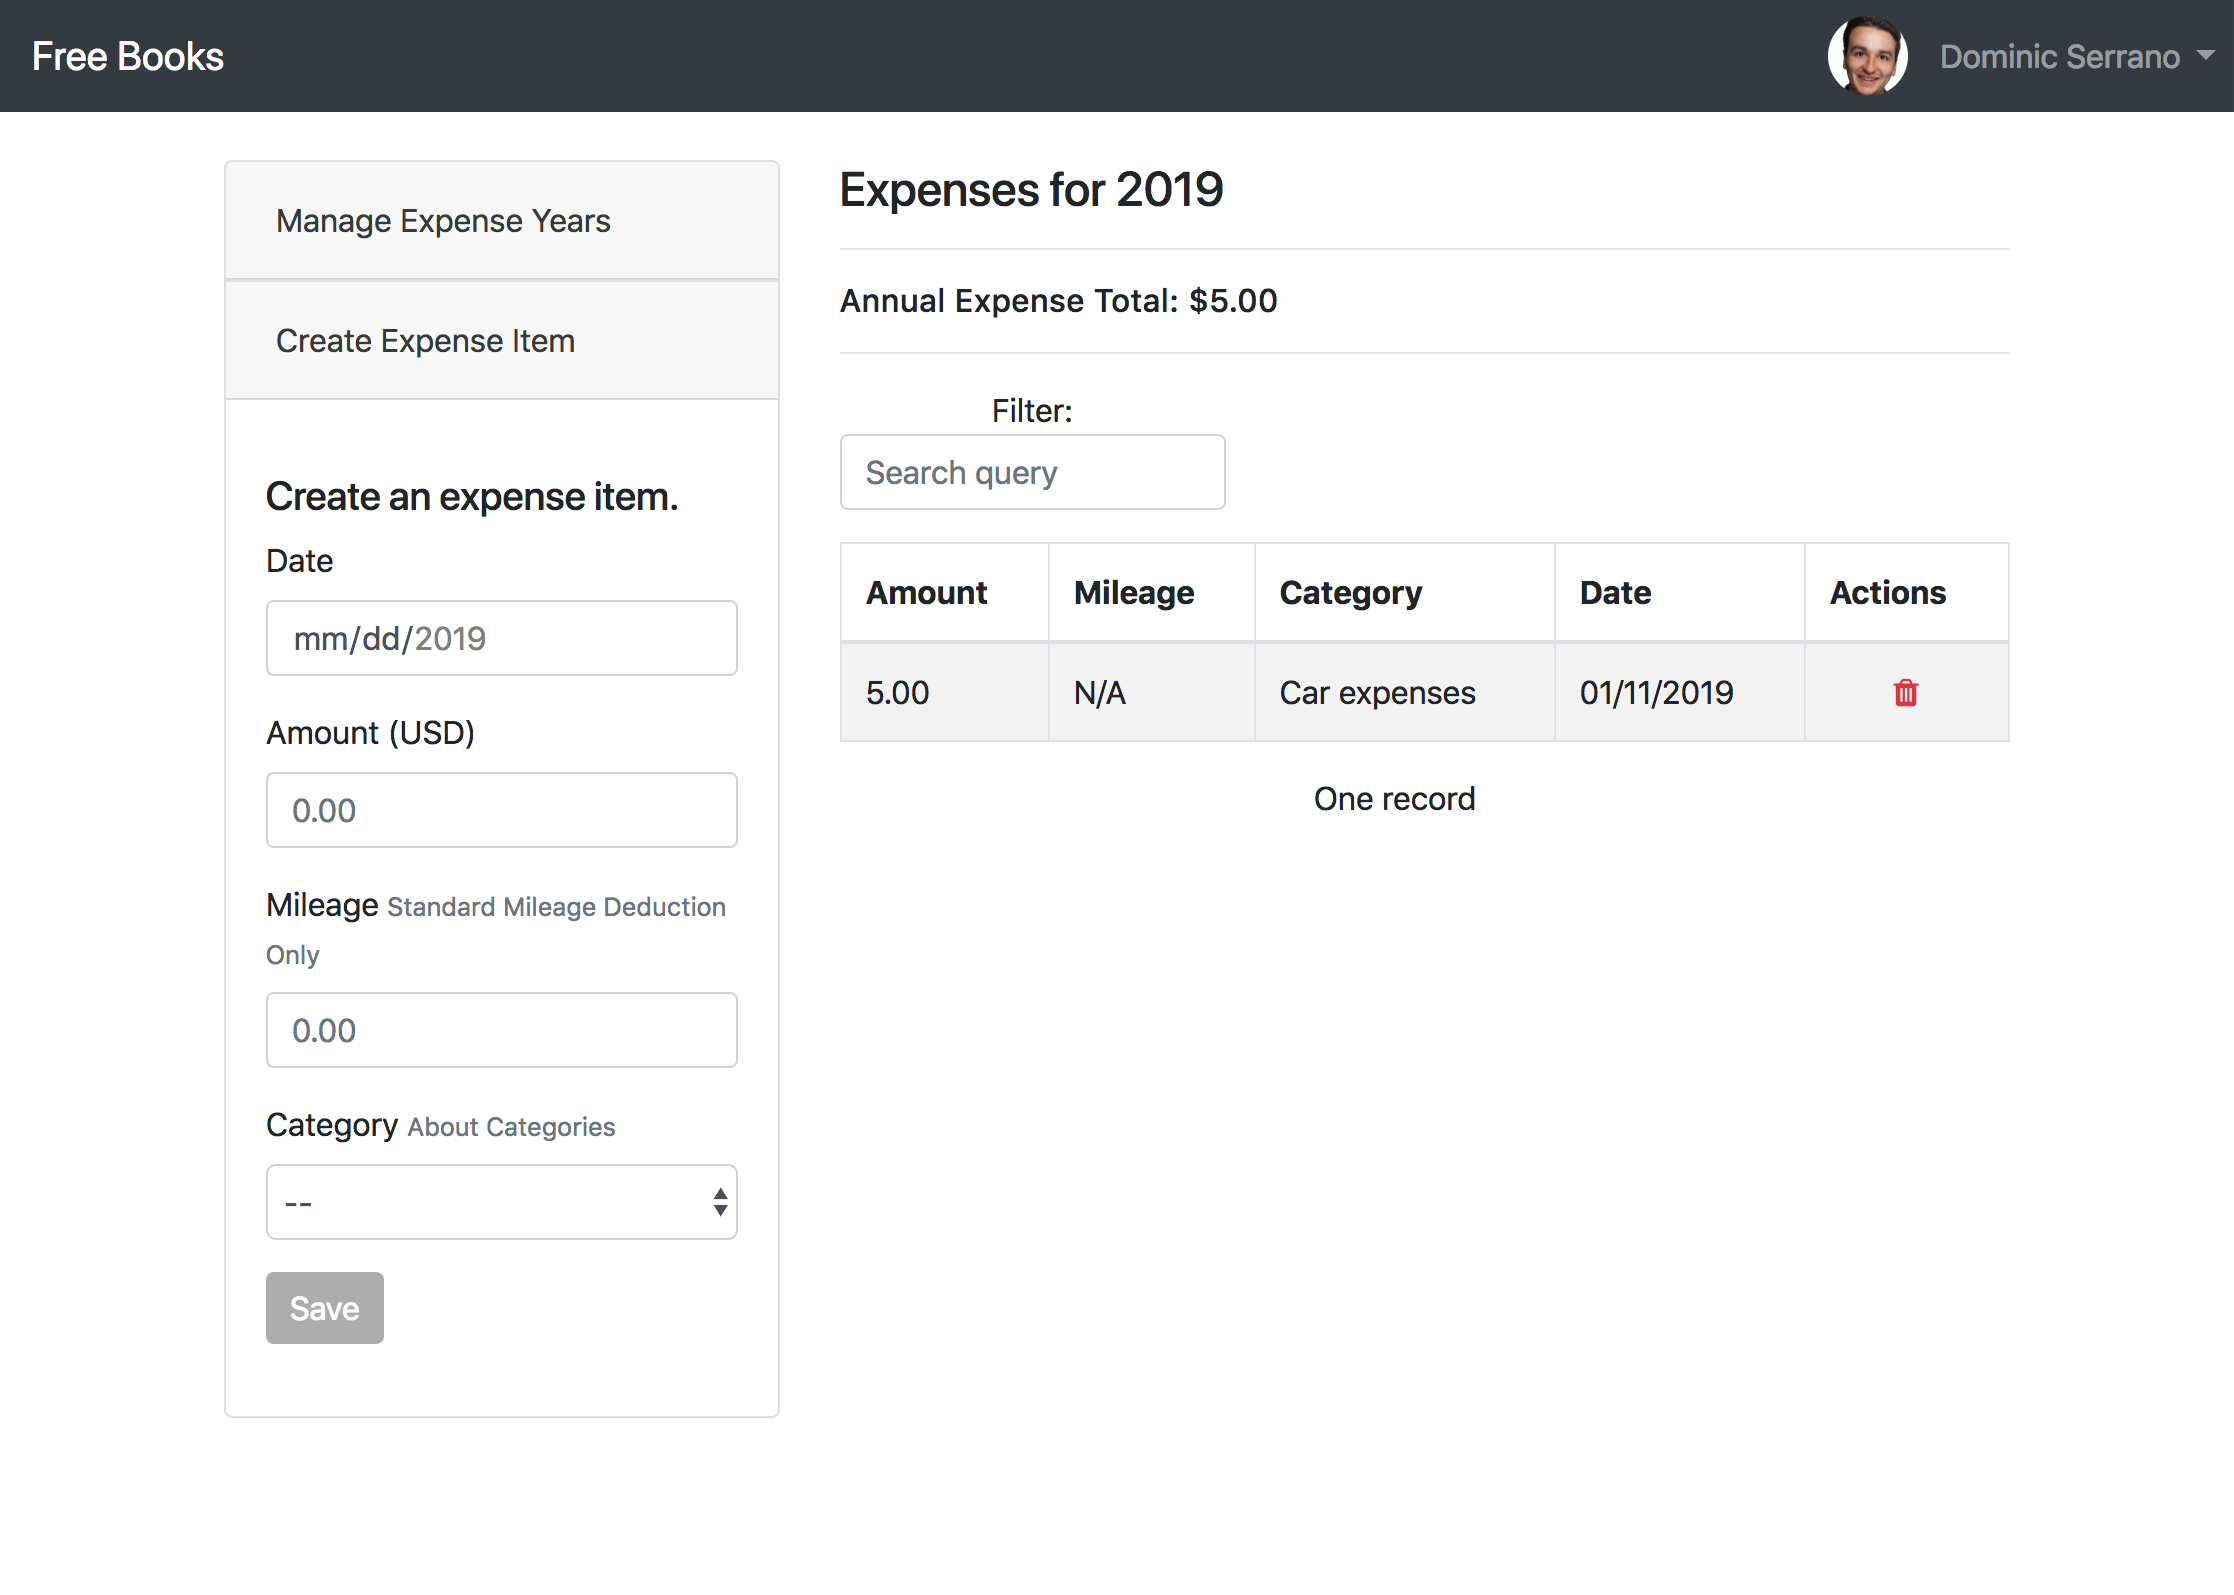 Free Books
Dominic Serrano
Manage Expense Years
Create Expense Item
Create an expense item.
Date
mm/dd/2019
Amount (USD)
0.00
Mileage Standard Mileage Deduction
Only
0.00
Category About Categories
--
Save
Expenses for 2019
Annual Expense Total: $5.00
Filter:
Search query
Amount Mileage Category Date Actions
5.00 N/A Car expenses 01/11/2019
One record